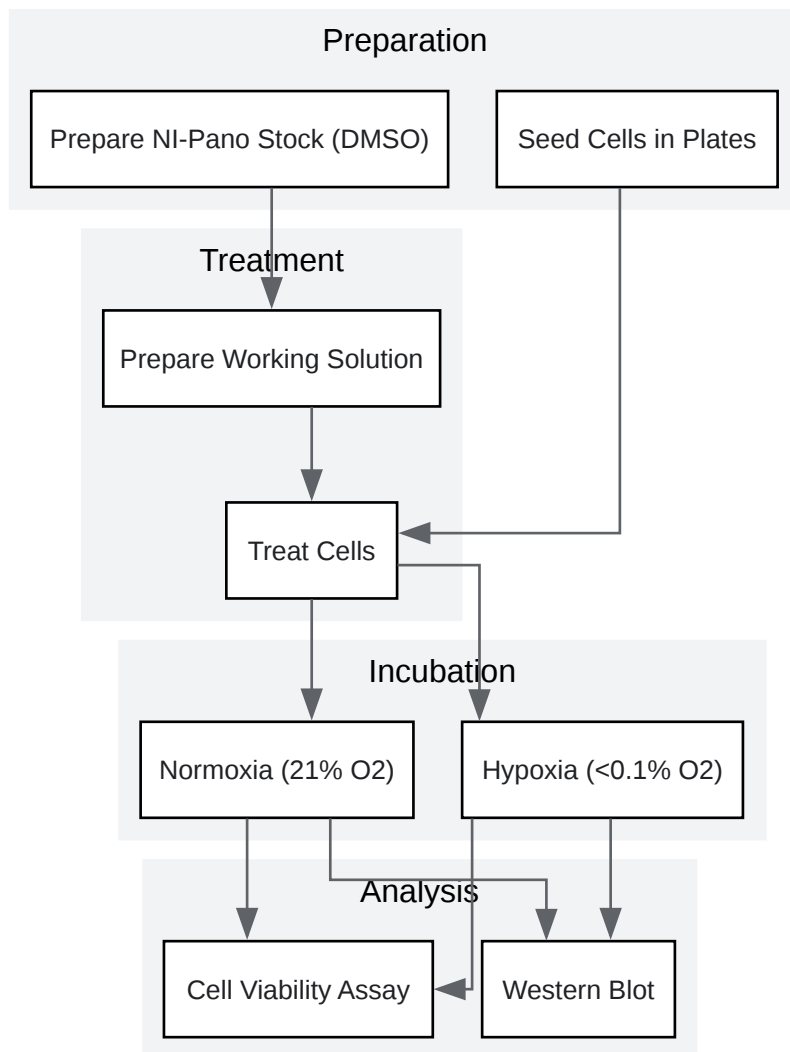 Preparation
Prepare NI-Pano Stock (DMSO)
Seed Cells in Plates
Treatment
Prepare Working Solution
Treat Cells
Incubation
Normoxia (21% O2)
Hypoxia (<0.1% O2)
Analysis
Cell Viability Assay
Western Blot